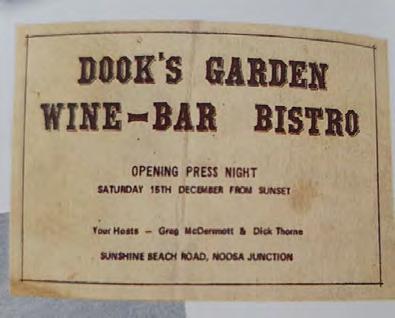 DOOK'S GARDEN
WINE-BAR BISTRO
OPENING PRESS NIGHT
SATURDAY 15TH DECEMBER FROM SUNSET
Your Hosts - Greg McDermott & Dick Thorne
SUNSHINE BEACH ROAD, NOOSA JUNCTION